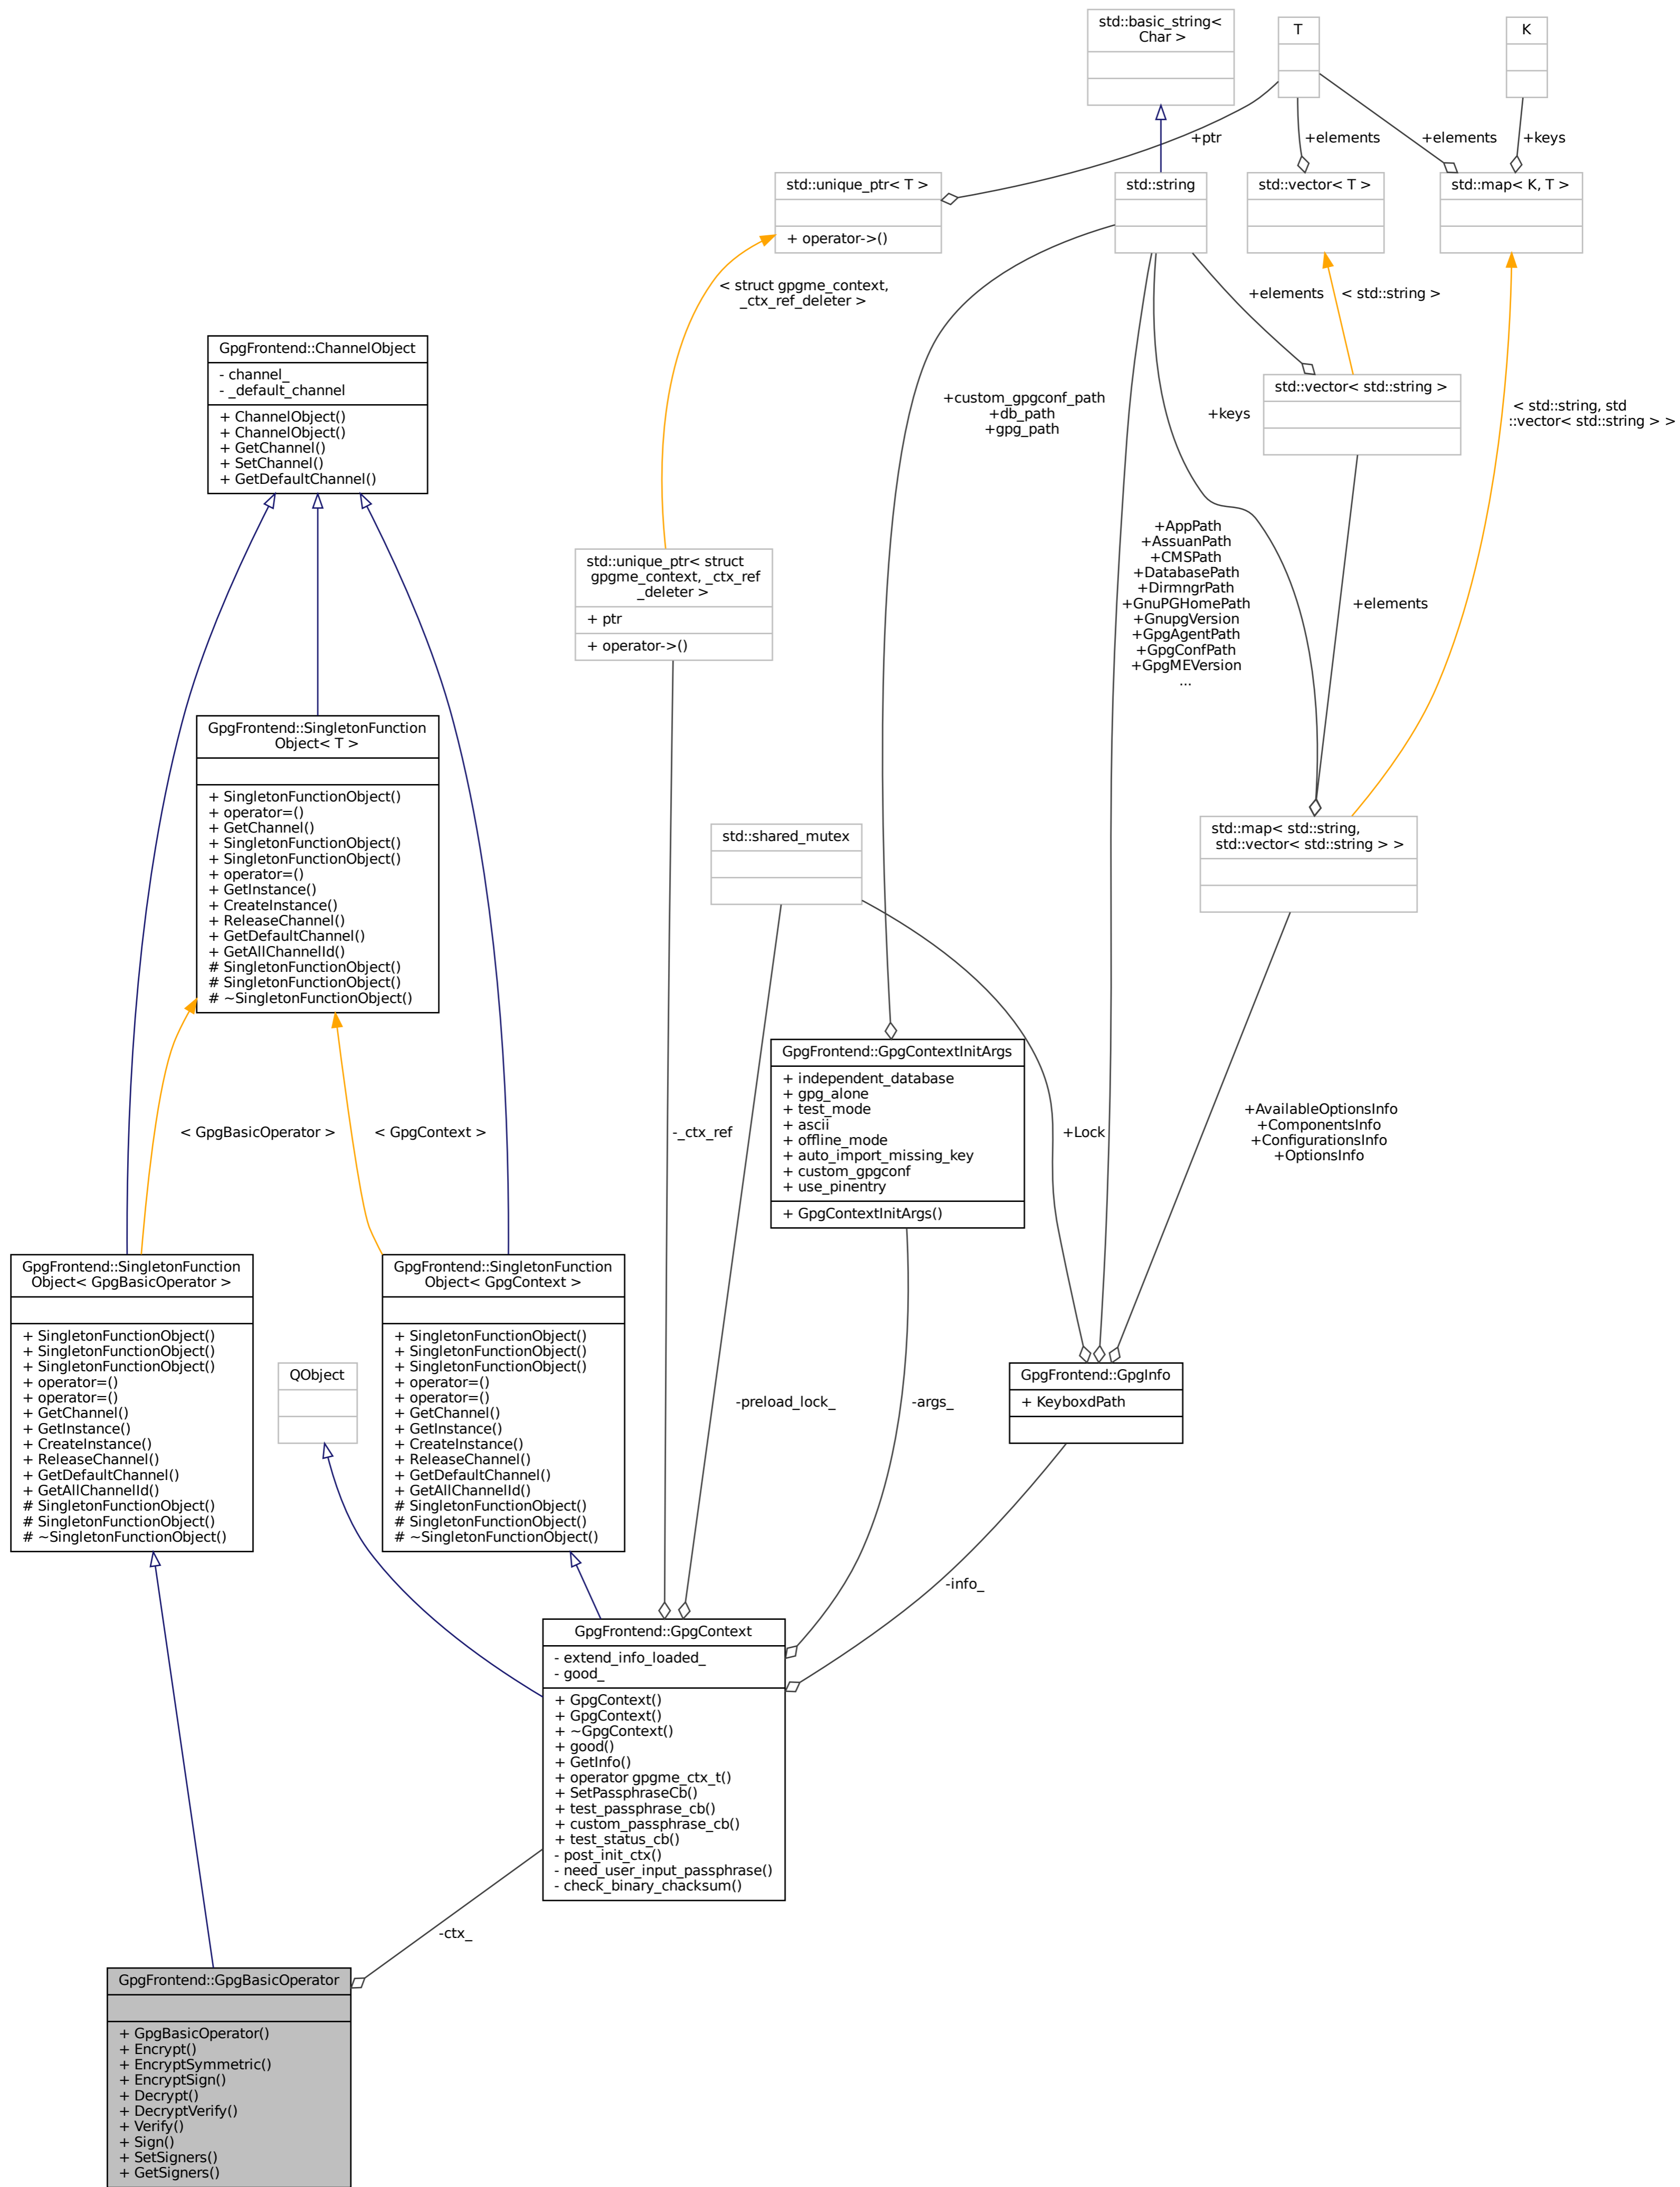 std::basic_string<
Char >
T
K
+ptr
+elements
+elements
+keys
std::unique_ptr< T >
+ operator->()
std::string
std::vector< T >
std::map< K, T >
< struct gpgme_context,
_ctx_ref_deleter >
+elements
< std::string >
GpgFrontend::ChannelObject
- channel_
- _default_channel
+ ChannelObject()
+ ChannelObject()
+ GetChannel()
+ SetChannel()
+ GetDefaultChannel()
+custom_gpgconf_path
+db_path
+gpg_path
+keys
std::vector< std::string >
< std::string, std
::vector< std::string > >
std::unique_ptr< struct
gpgme_context, _ctx_ref
_deleter >
+ ptr
+ operator->()
+AppPath
+AssuanPath
+CMSPath
+DatabasePath
+DirmngrPath
+GnuPGHomePath
+GnupgVersion
+GpgAgentPath
+GpgConfPath
+GpgMEVersion
...
+elements
GpgFrontend::SingletonFunction
Object< T >
+ SingletonFunctionObject()
+ operator=()
+ GetChannel()
+ SingletonFunctionObject()
+ SingletonFunctionObject()
+ operator=()
+ GetInstance()
+ CreateInstance()
+ ReleaseChannel()
+ GetDefaultChannel()
+ GetAllChannelId()
# SingletonFunctionObject()
# SingletonFunctionObject()
# ~SingletonFunctionObject()
std::shared_mutex
std::map< std::string,
std::vector< std::string > >
< GpgBasicOperator >
< GpgContext >
-_ctx_ref
GpgFrontend::GpgContextInitArgs
+ independent_database
+ gpg_alone
+ test_mode
+ ascii
+ offline_mode
+ auto_import_missing_key
+ custom_gpgconf
+ use_pinentry
+ GpgContextInitArgs()
+Lock
+AvailableOptionsInfo
+ComponentsInfo
+ConfigurationsInfo
+OptionsInfo
GpgFrontend::SingletonFunction
Object< GpgBasicOperator >
+ SingletonFunctionObject()
+ SingletonFunctionObject()
+ SingletonFunctionObject()
+ operator=()
+ operator=()
+ GetChannel()
+ GetInstance()
+ CreateInstance()
+ ReleaseChannel()
+ GetDefaultChannel()
+ GetAllChannelId()
# SingletonFunctionObject()
# SingletonFunctionObject()
# ~SingletonFunctionObject()
QObject
GpgFrontend::SingletonFunction
Object< GpgContext >
+ SingletonFunctionObject()
+ SingletonFunctionObject()
+ SingletonFunctionObject()
+ operator=()
+ operator=()
+ GetChannel()
+ GetInstance()
+ CreateInstance()
+ ReleaseChannel()
+ GetDefaultChannel()
+ GetAllChannelId()
# SingletonFunctionObject()
# SingletonFunctionObject()
# ~SingletonFunctionObject()
-preload_lock_
-args_
GpgFrontend::GpgInfo
+ KeyboxdPath
-info_
GpgFrontend::GpgContext
- extend_info_loaded_
- good_
+ GpgContext()
+ GpgContext()
+ ~GpgContext()
+ good()
+ GetInfo()
+ operator gpgme_ctx_t()
+ SetPassphraseCb()
+ test_passphrase_cb()
+ custom_passphrase_cb()
+ test_status_cb()
- post_init_ctx()
- need_user_input_passphrase()
- check_binary_chacksum()
-ctx_
GpgFrontend::GpgBasicOperator
+ GpgBasicOperator()
+ Encrypt()
+ EncryptSymmetric()
+ EncryptSign()
+ Decrypt()
+ DecryptVerify()
+ Verify()
+ Sign()
+ SetSigners()
+ GetSigners()